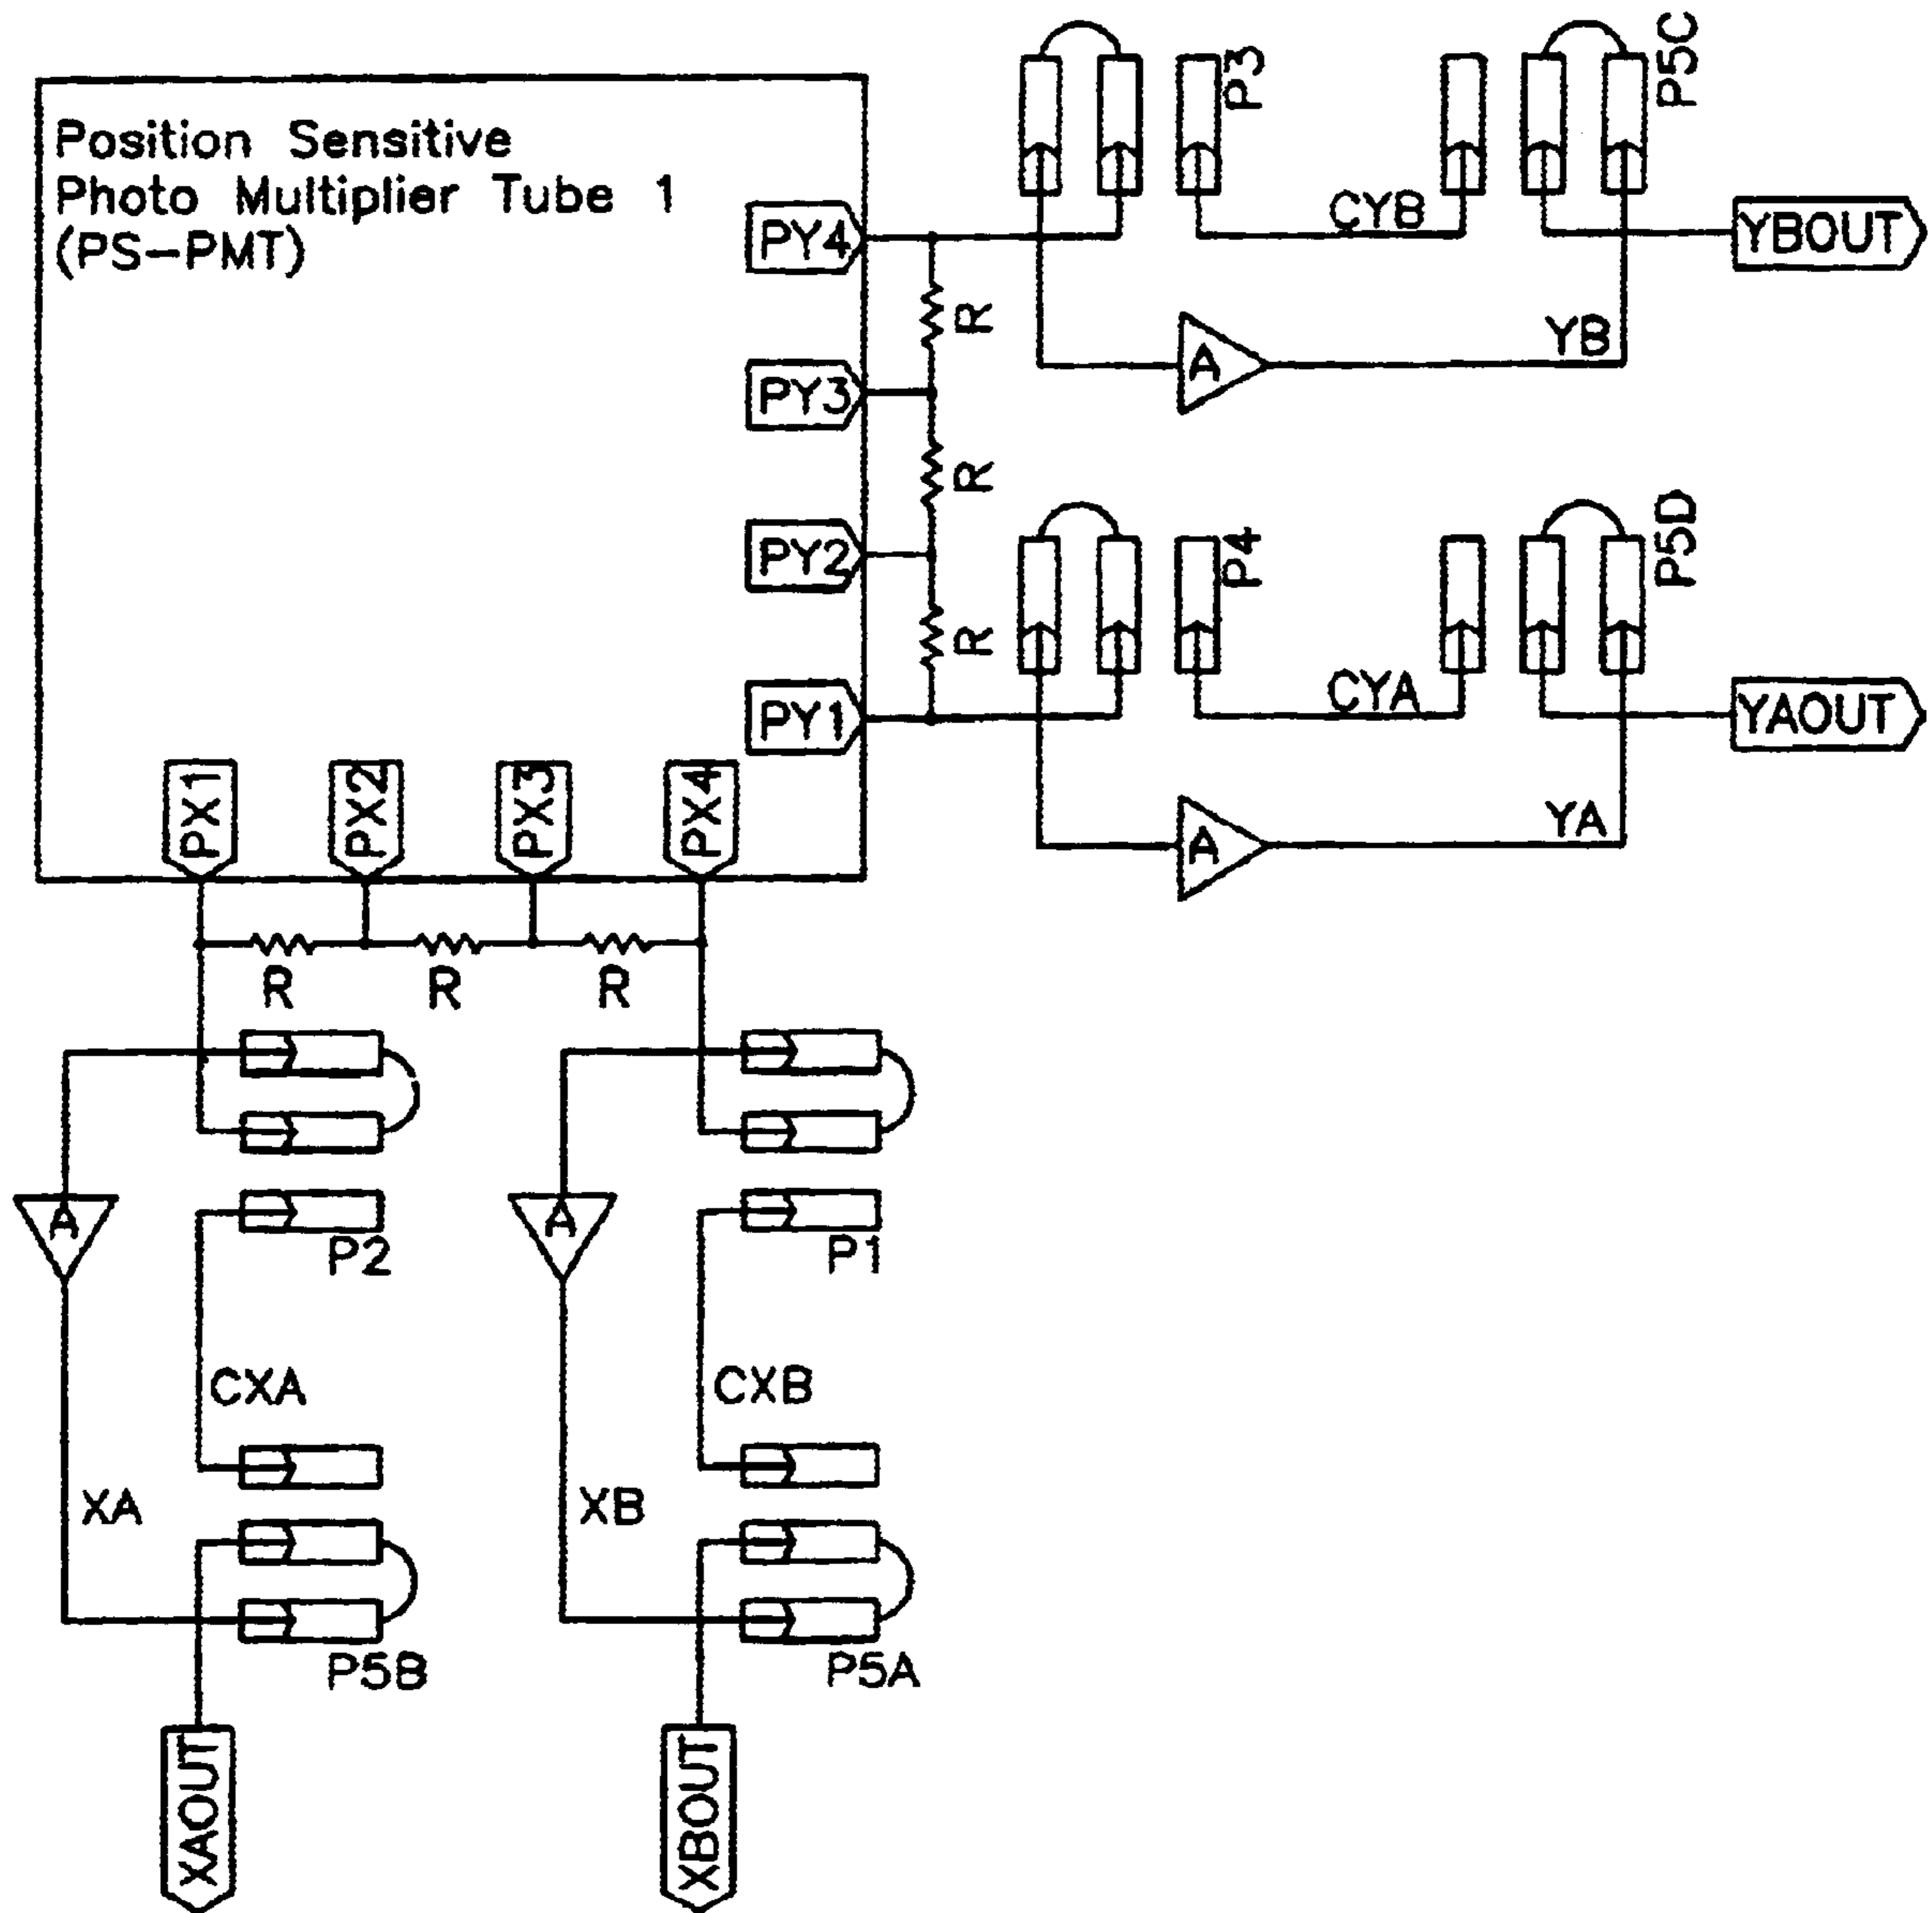 Position Sensitive
Photo Multiplier Tube 1
(PS-PMT)
PY4
PY3
PY2
PY1
PX1
PX2
PX3
PX4
R
R
R
R
R
R
P3
P5C
CYB
YBOUT
A
YB
P4
P5D
CYA
YAOUT
A
YA
A
P2
A
P1
CXA
CXB
XA
XB
P5B
P5A
XAOUT
XBOUT